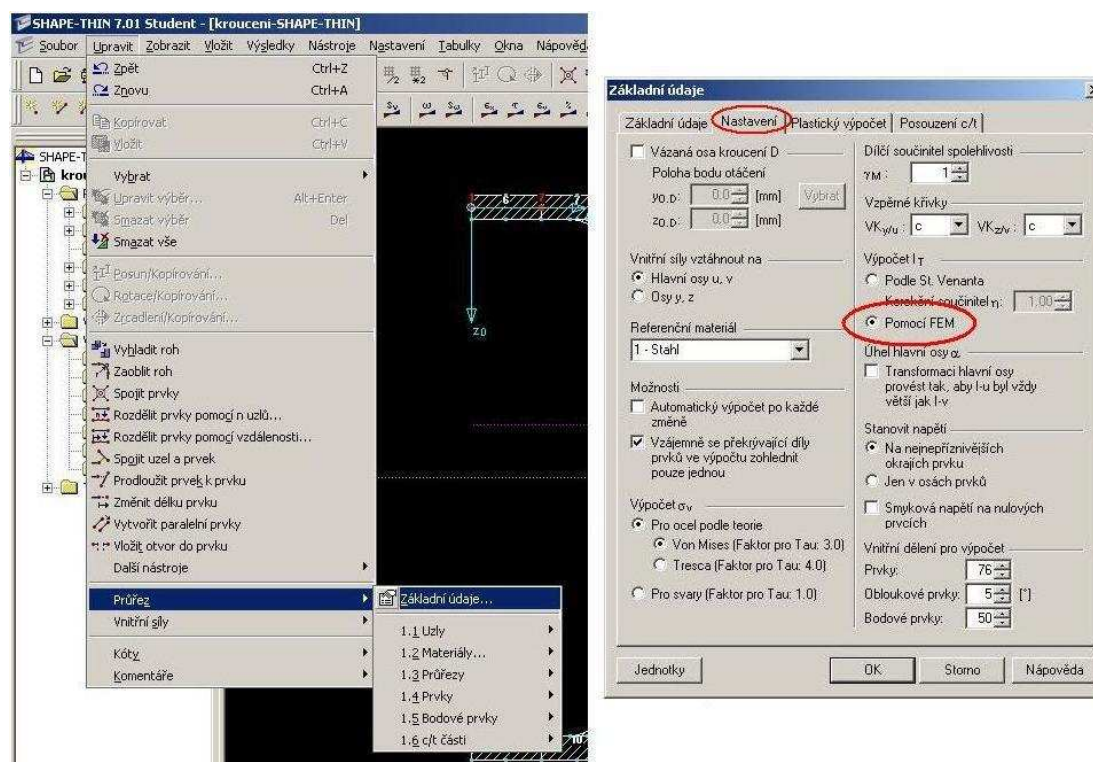 SHAPE-THIN 7.01 Student - [krouceni-SHAPE-THIN]
Soubor Upravit Zobrazit Vložit Výsledky Nástroje Nastavení Tabulky Okna
Zpět Ctrl+Z
Znovu Ctrl+A
Kopírovat Ctrl+C
Vložit Ctrl+V
Vybrat
Upravit výběr... Alt+Enter
Smazat výběr Del
Smazat vše
Posun/Kopírování...
Rotace/Kopírování...
Zrcadlení/Kopírování...
Vyhladit roh
Zaoblit roh
Spojit prvky
Rozdělit prvky pomocí n uzlů...
Rozdělit prvky pomocí vzdálenosti...
Spojit uzel a prvek
Prodloužit prvek k prvku
Změnit délku prvku
Vytvořit paralelní prvky
Vložit otvor do prvku
Další nástroje
Průřez
Vnitřní síly
Kóty
Komentáře
Základní údaje...
1.1 Uzly
1.2 Materiály...
1.3 Průřezy
1.4 Prvky
1.5 Bodové prvky
1.6 c/t části
z0
10
Základní údaje
Základní údaje Nastavení Plastický výpočet Posouzení c/t
Vázaná osa kroucení D
Poloha bodu otáčení
y0,D: 0.0 [mm] Vybrat
z0,D: 0.0 [mm]
Vnitřní síly vztáhnout na
Hlavní osy u, v
Osy y, z
Referenční materiál
1 - Stahl
Možnosti
Automatický výpočet po každé
změně
Vzájemně se překrývající díly
prvků ve výpočtu zohlednit
pouze jednou
Výpočet σv
Pro ocel podle teorie
Von Mises (Faktor pro Tau: 3.0)
Tresca (Faktor pro Tau: 4.0)
Pro svary (Faktor pro Tau: 1.0)
Dílčí součinitel spolehlivosti
γM : 1
Vzpěrné křivky
VKy/u : c VKz/v : c
Výpočet IT
Podle St. Venanta
Korekční součinitel η: 1.00
Pomocí FEM
Úhel hlavní osy α
Transformaci hlavní osy
provést tak, aby I-u byl vždy
větší jak I-v
Stanovit napětí
Na nejnepříznivějších
okrajích prvku
Jen v osách prvků
Smyková napětí na nulových
prvcích
Vnitřní dělení pro výpočet
Prvky: 76
Obloukové prvky: 5 [°]
Bodové prvky: 50
Jednotky OK Storno Nápověda